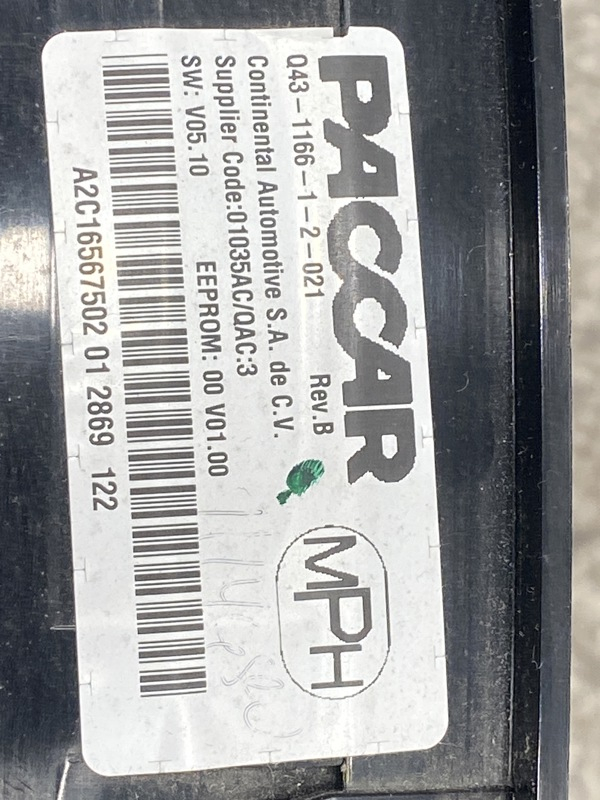 PACCAR
MPH
Q43-1166-1-2-021 Rev.B
Continental Automotive S.A. de C.V.
Supplier Code:01035AC/QAC:3
SW: V05.10 EEPROM: 00 V01.00
A2C16567502 01 2869 122